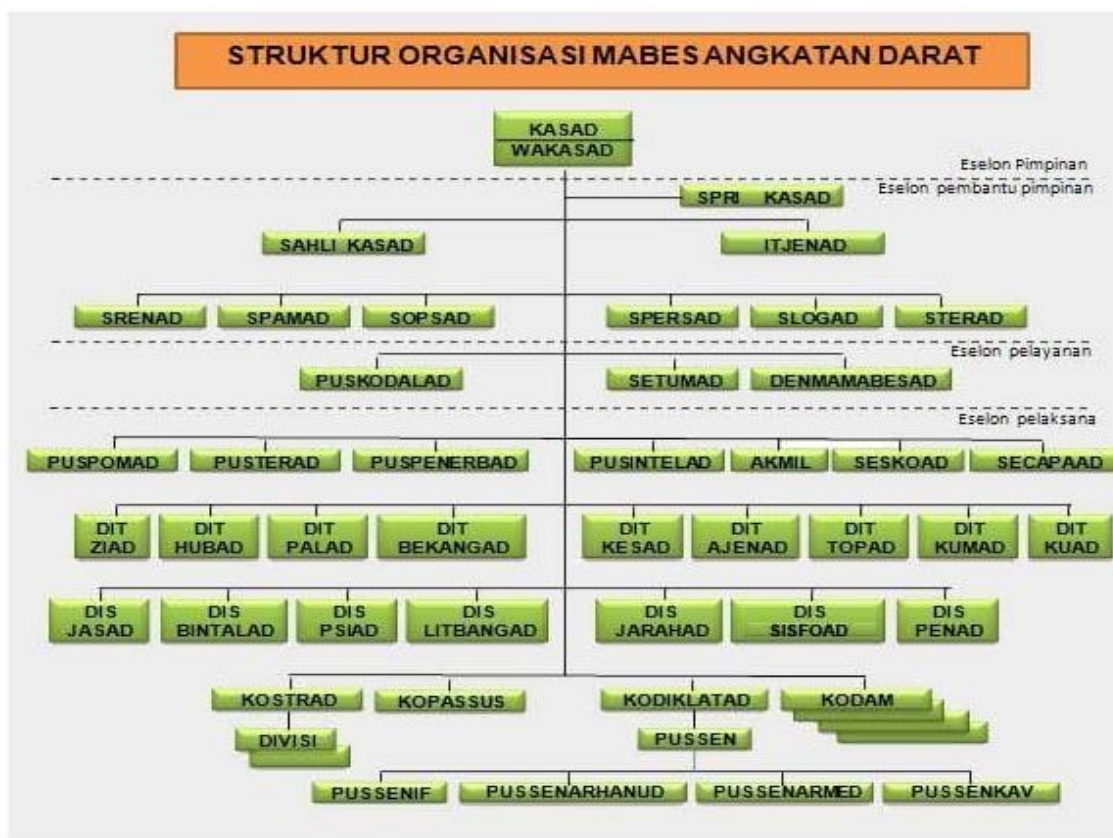 STRUKTUR ORGANISASI MABES ANGKATAN DARAT
KASAD
WAKASAD
Eselon Pimpinan
Eselon pembantu pimpinan
SPRI KASAD
SAHLI KASAD
ITJENAD
SRENAD
SPAMAD
SOPSAD
SPERSAD
SLOGAD
STERAD
Eselon pelayanan
PUSKODALAD
SETUMAD
DENMAMABESAD
Eselon pelaksana
PUSPOMAD
PUSTERAD
PUSPENERBAD
PUSINTELAD
AKMIL
SESKOAD
SECAPAAD
DIT
ZIAD
DIT
HUBAD
DIT
PALAD
DIT
BEKANGAD
DIT
KESAD
DIT
AJENAD
DIT
TOPAD
DIT
KUMAD
DIT
KUAD
DIS
JASAD
DIS
BINTALAD
DIS
PSIAD
DIS
LITBANGAD
DIS
JARAHAD
DIS
SISFOAD
DIS
PENAD
KOSTRAD
KOPASSUS
KODIKLATAD
KODAM
DIVISI
PUSSEN
PUSSENIF
PUSSENARHANUD
PUSSENARMED
PUSSENKAV